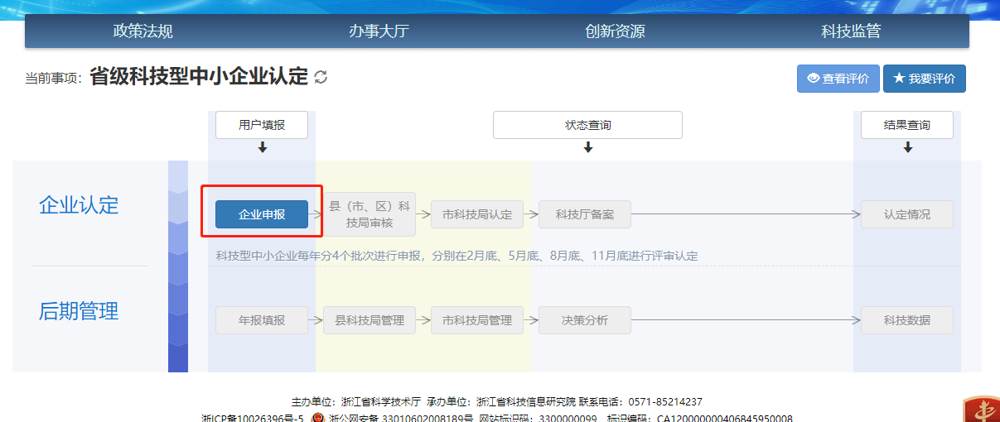 政策法规 办事大厅 创新资源 科技监管
当前事项：省级科技型中小企业认定 查看评价 我要评价
用户填报 状态查询 结果查询
企业认定
企业申报 县（市、区）科
技局审核 市科技局认定 科技厅备案 认定情况
科技型中小企业每年分4个批次进行申报，分别在2月底、5月底、8月底、11月底进行评审认定
后期管理
年报填报 县科技局管理 市科技局管理 决策分析 科技数据
主办单位：浙江省科学技术厅 承办单位：浙江省科技信息研究院 联系电话：0571-85214237
浙ICP备10026396号-5 浙公网安备 33010602008189号 网站标识码：3300000099 标识编码：CA120000000406845950008